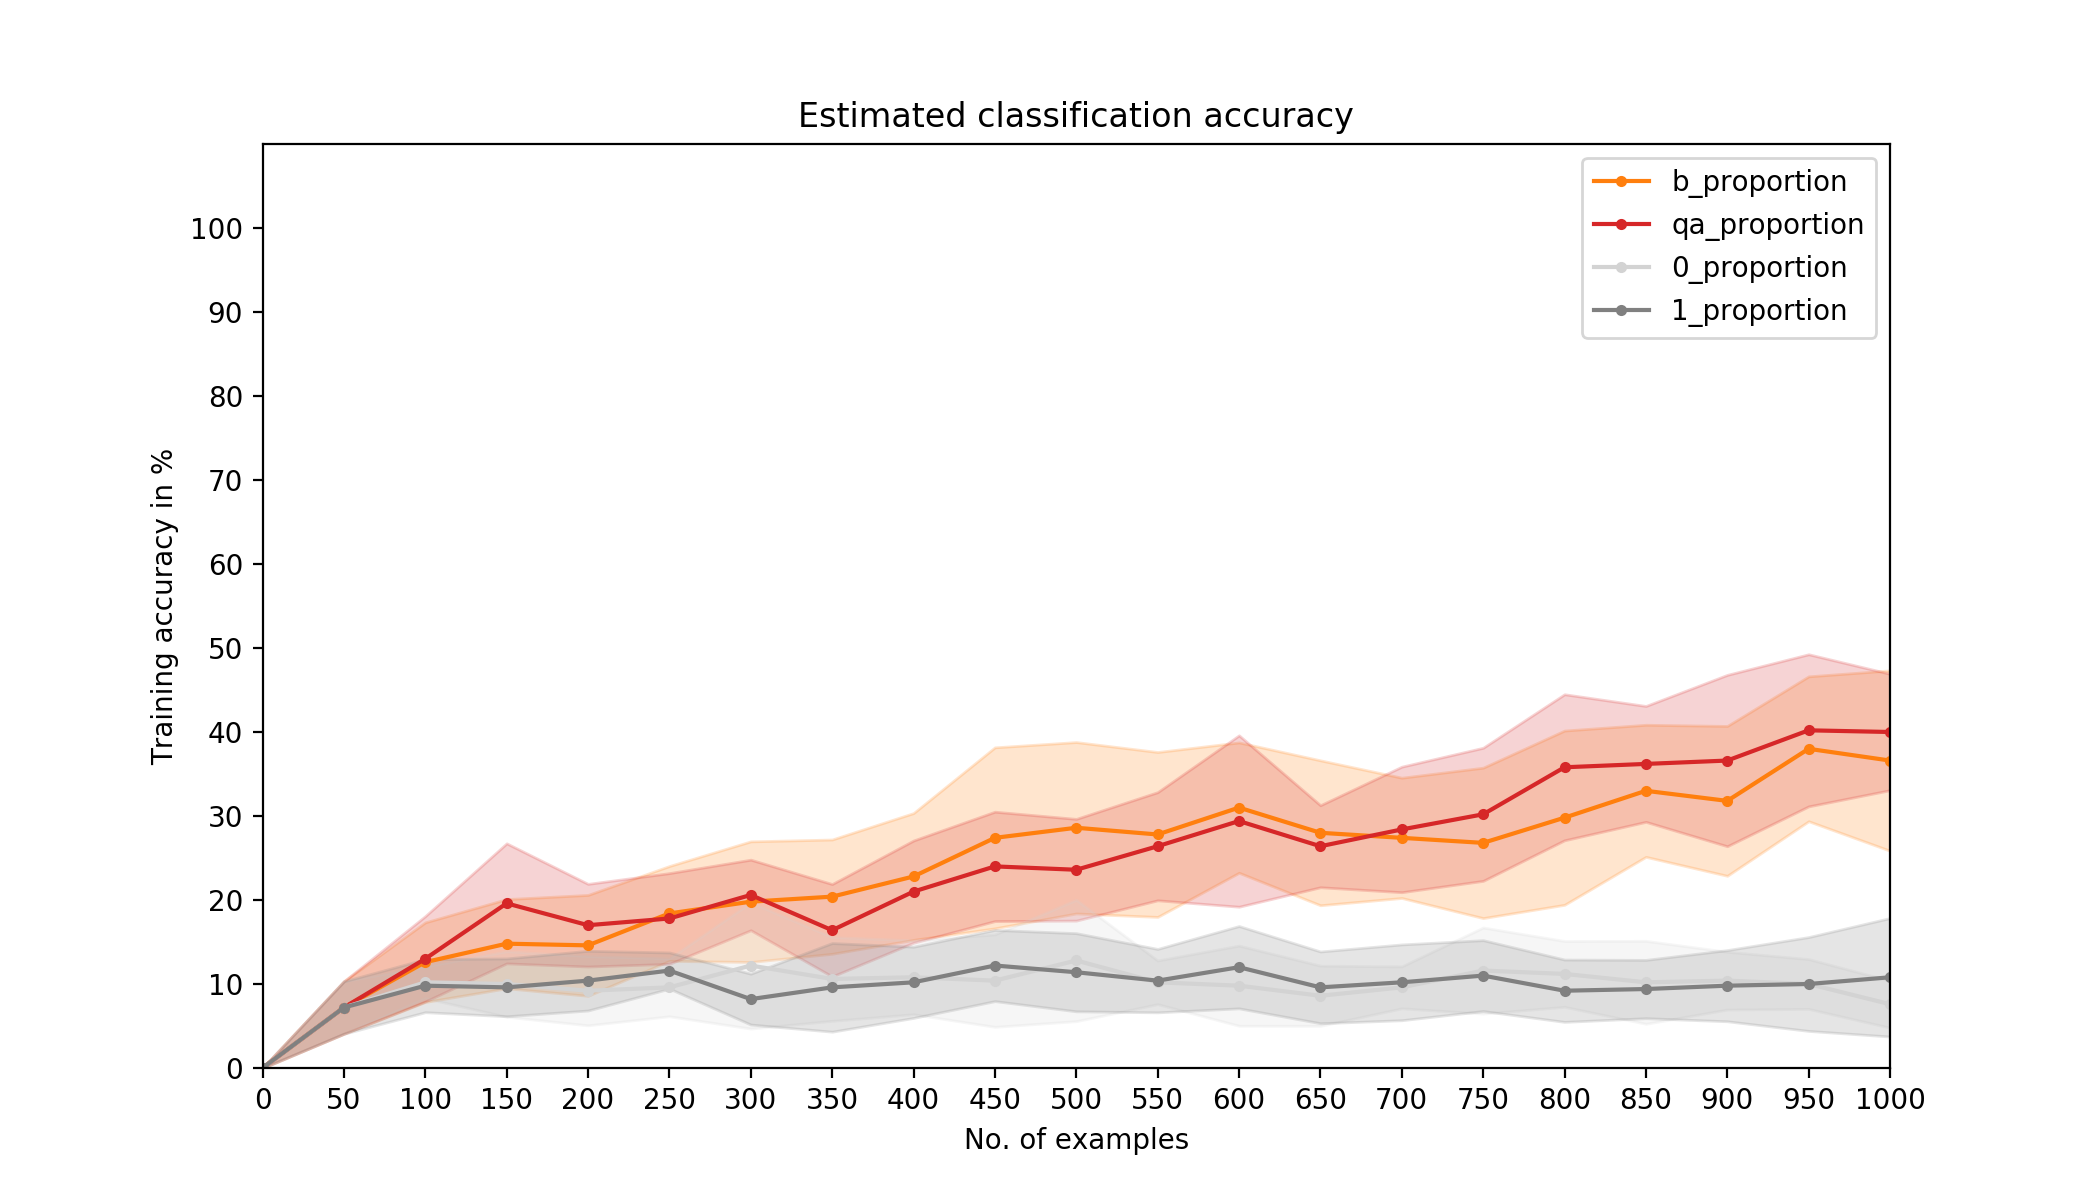 Estimated classification accuracy
b_proportion
qa_proportion
0_proportion
1_proportion
Training accuracy in %
100
90
80
70
60
50
40
30
20
10
0
0 50 100 150 200 250 300 350 400 450 500 550 600 650 700 750 800 850 900 950 1000
No. of examples